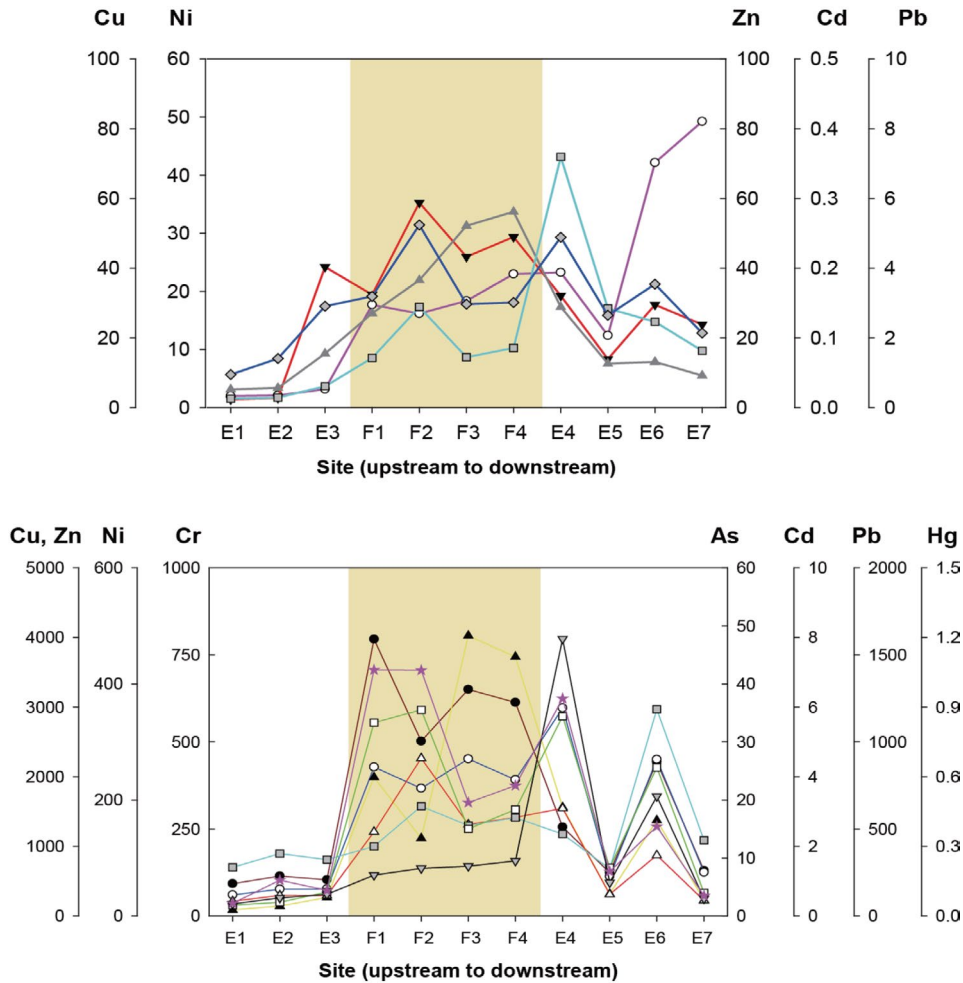 Cu Ni Zn Cd Pb
100 60 100 0.5 10
50
80 80 0.4 8
40
60 60 0.3 6
30
40 40 0.2 4
20
20 20 0.1 2
10
0 0 0 0.0 0
E1 E2 E3 F1 F2 F3 F4 E4 E5 E6 E7
Site (upstream to downstream)
Cu, Zn Ni Cr As Cd Pb Hg
5000 600 1000 60 10 2000 1.5
4000 50 8 1.2
750 1500
400 40
3000 6 0.9
500 30 1000
2000 4 0.6
200 20
250 500
1000 10 2 0.3
0 0 0 0 0 0 0.0
E1 E2 E3 F1 F2 F3 F4 E4 E5 E6 E7
Site (upstream to downstream)